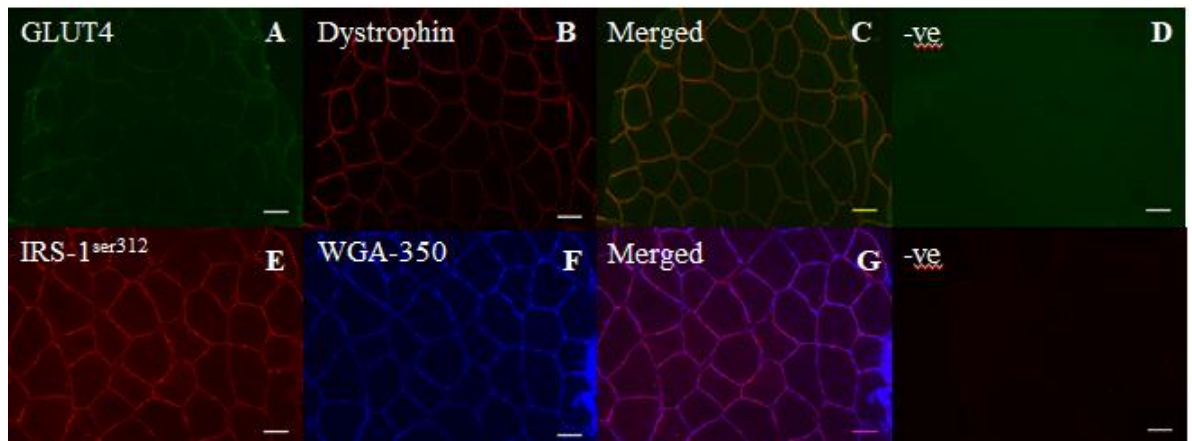 GLUT4 A Dystrophin B Merged C -ve D
IRS-1ser312 E WGA-350 F Merged G -ve